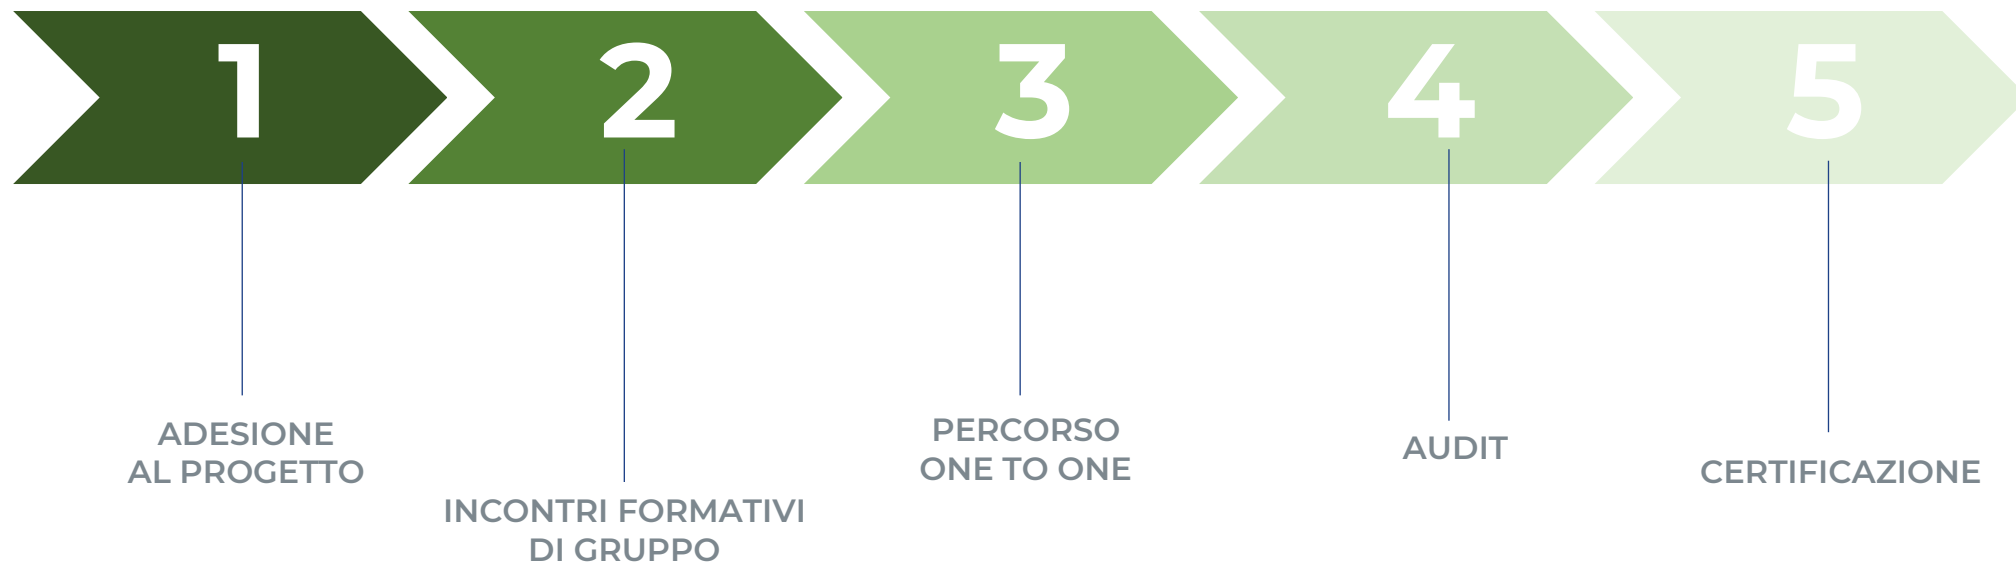 1
2
3
4
5
ADESIONE
AL PROGETTO
INCONTRI FORMATIVI
DI GRUPPO
PERCORSO
ONE TO ONE
AUDIT
CERTIFICAZIONE